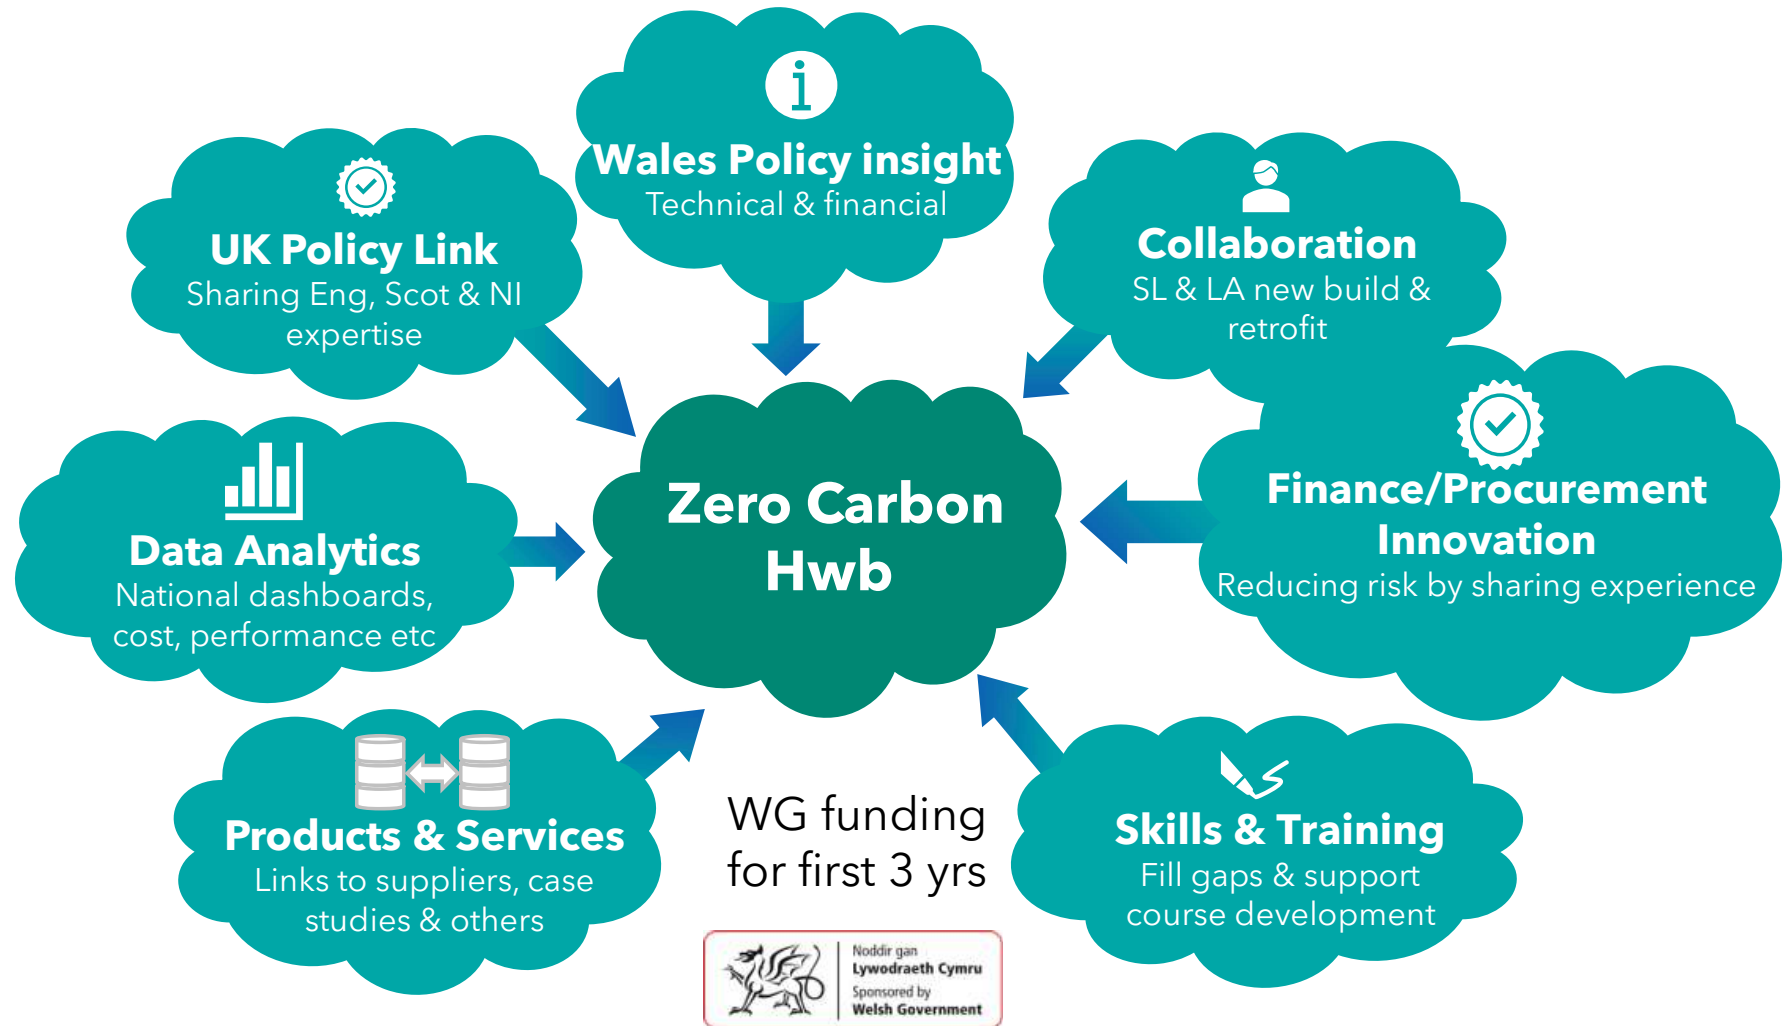 Wales Policy insight
Technical & financial
UK Policy Link
Sharing Eng, Scot & NI
expertise
Collaboration
SL & LA new build &
retrofit
Data Analytics
National dashboards,
cost, performance etc
Zero Carbon
Hwb
Finance/Procurement
Innovation
Reducing risk by sharing experience
Products & Services
Links to suppliers, case
studies & others
WG funding
for first 3 yrs
Skills & Training
Fill gaps & support
course development
Noddir gan
Lywodraeth Cymru
Sponsored by
Welsh Government